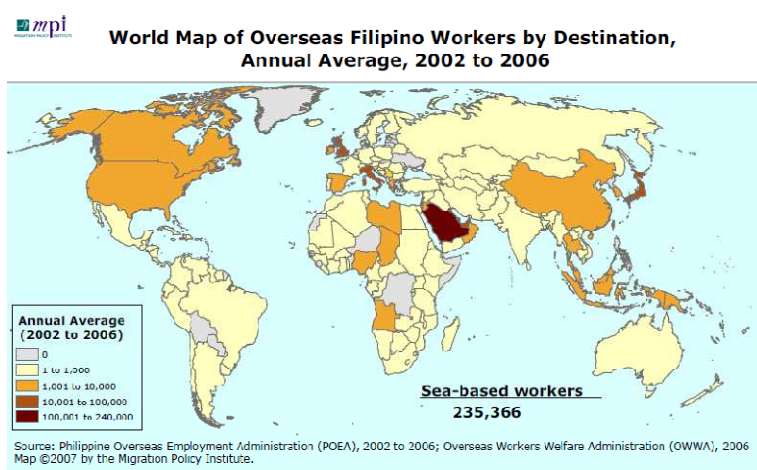 mpi
MIGRATION POLICY INSTITUTE
World Map of Overseas Filipino Workers by Destination,
Annual Average, 2002 to 2006
Annual Average
(2002 to 2006)
0
1 to 1,000
1,001 to 10,000
10,001 to 100,000
100,001 to 240,000
Sea-based workers
235,366
Source: Philippine Overseas Employment Administration (POEA), 2002 to 2006; Overseas Workers Welfare Administration (OWWA), 2006
Map ©2007 by the Migration Policy Institute.